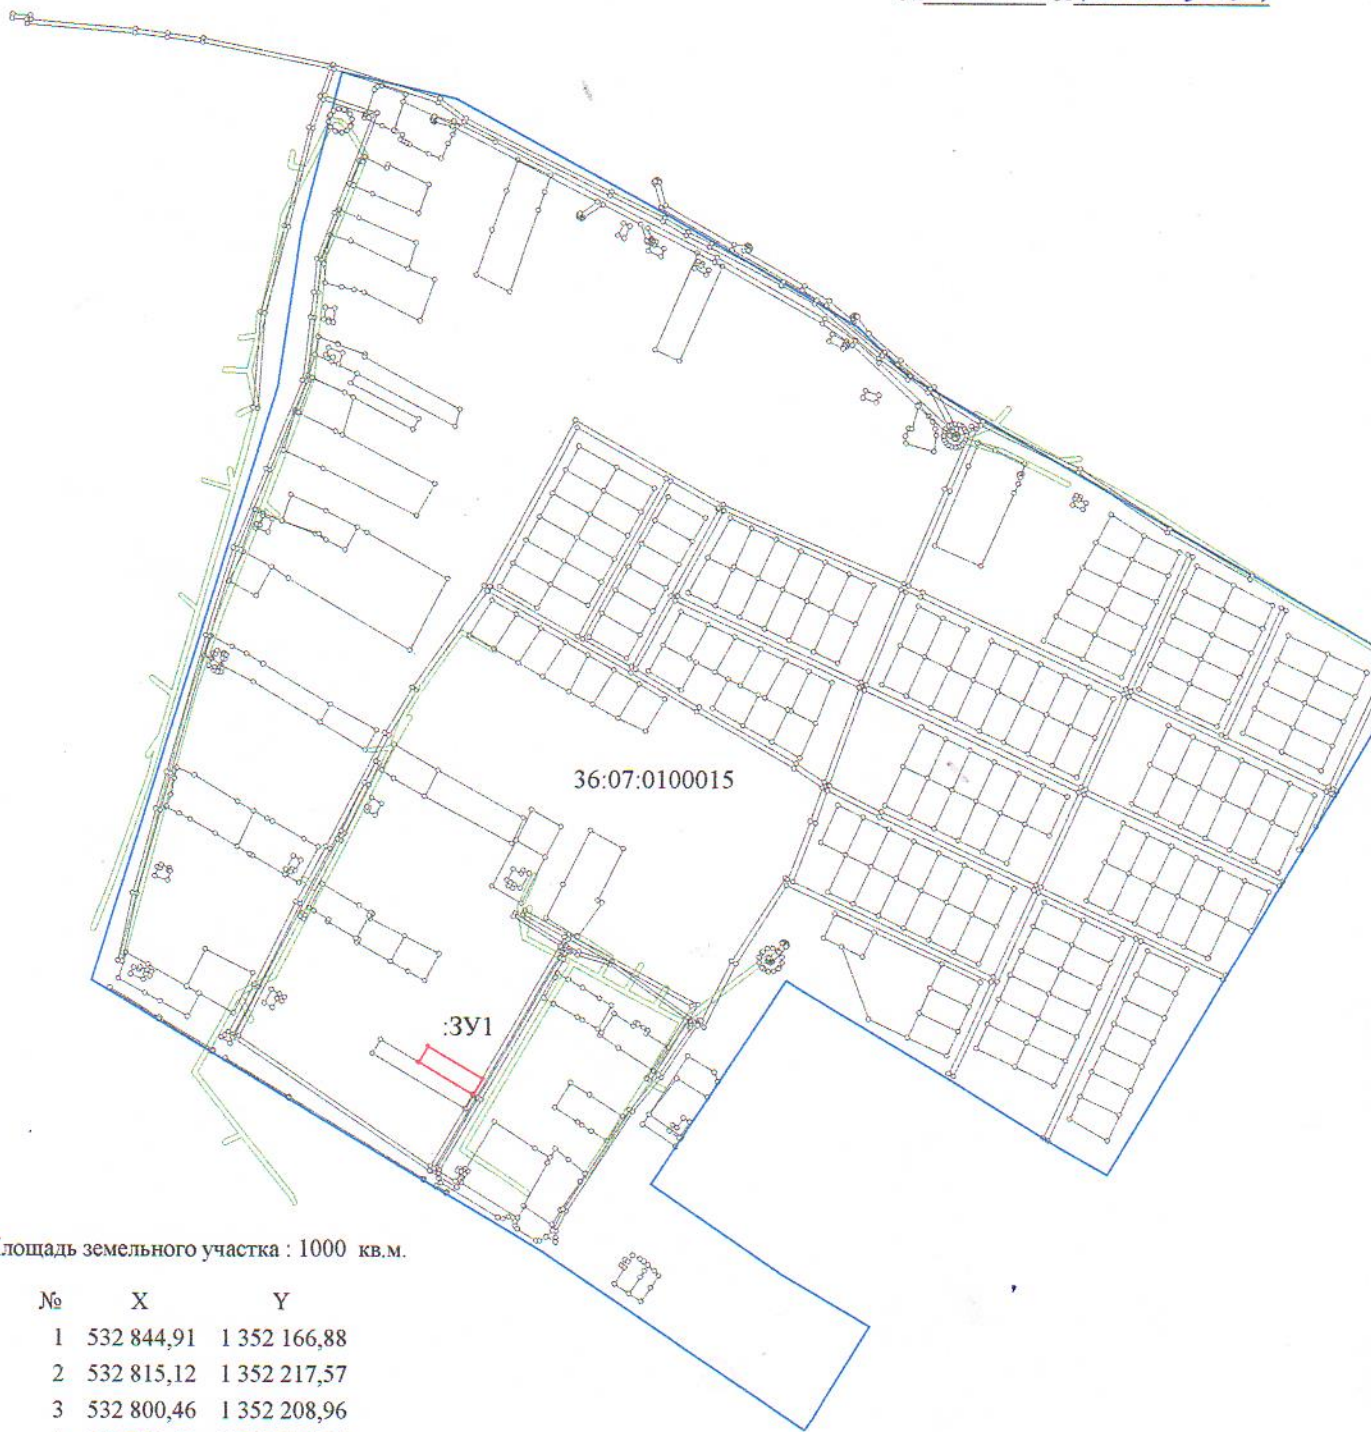 36:07:0100015
:ЗУ1
лощадь земельного участка : 1000 кв.м.
№ X Y
1 532 844,91 1 352 166,88
2 532 815,12 1 352 217,57
3 532 800,46 1 352 208,96